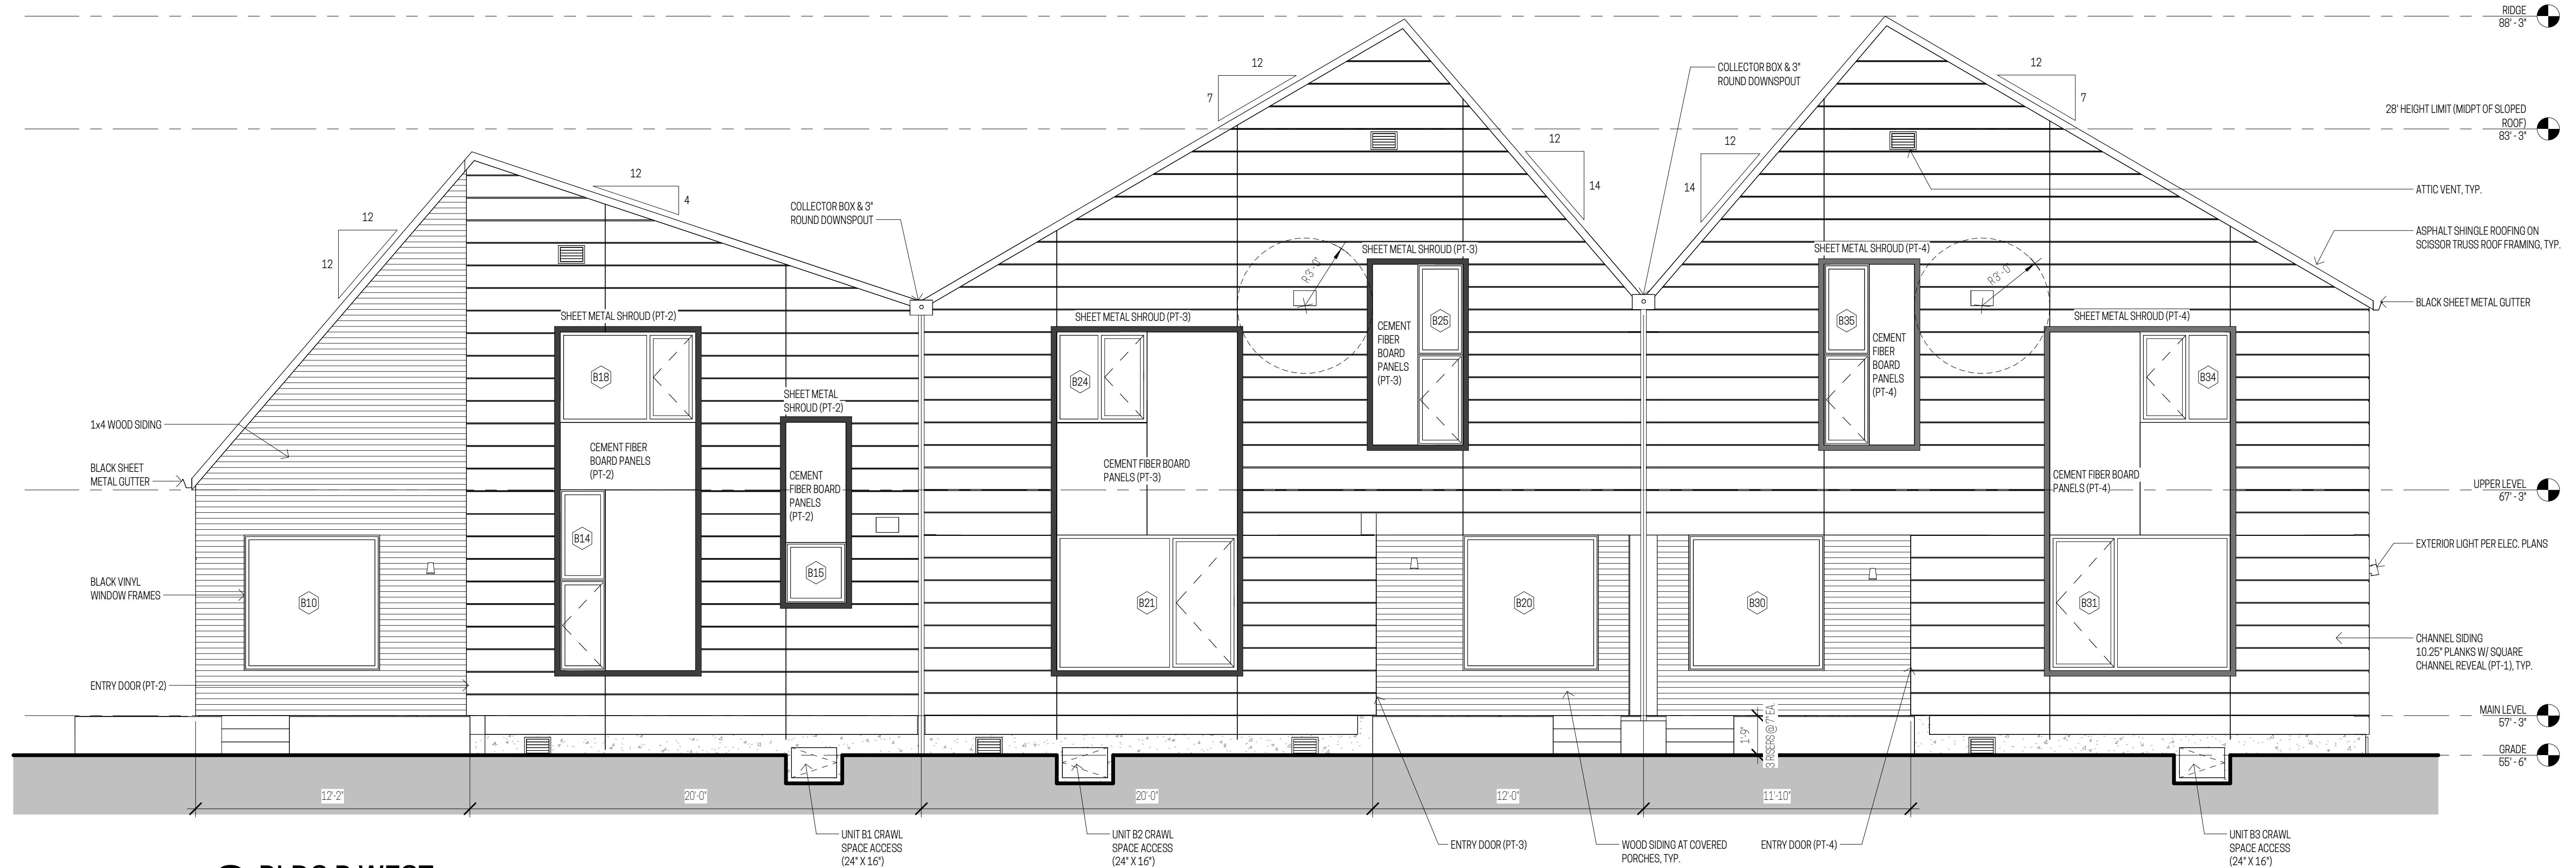 RIDGE
88' - 3"
12
7
COLLECTOR BOX & 3"
ROUND DOWNSPOUT
12
7
28' HEIGHT LIMIT (MIDPT OF SLOPED
ROOF)
83' - 3"
12
14
12
14
12
4
ATTIC VENT, TYP.
12
12
COLLECTOR BOX & 3"
ROUND DOWNSPOUT
ASPHALT SHINGLE ROOFING ON
SCISSOR TRUSS ROOF FRAMING, TYP.
SHEET METAL SHROUD (PT-3)
SHEET METAL SHROUD (PT-4)
R3'-0"
R3'-0"
BLACK SHEET METAL GUTTER
SHEET METAL SHROUD (PT-2)
SHEET METAL SHROUD (PT-3)
SHEET METAL SHROUD (PT-4)
B25
CEMENT
FIBER
BOARD
PANELS
(PT-3)
B35
CEMENT
FIBER
BOARD
PANELS
(PT-4)
B18
B24
B34
SHEET METAL
SHROUD (PT-2)
1x4 WOOD SIDING
CEMENT FIBER
BOARD PANELS
(PT-2)
CEMENT
FIBER BOARD
PANELS
(PT-2)
CEMENT FIBER BOARD
PANELS (PT-3)
CEMENT FIBER BOARD
PANELS (PT-4)
BLACK SHEET
METAL GUTTER
UPPER LEVEL
67' - 3"
B14
EXTERIOR LIGHT PER ELEC. PLANS
B15
BLACK VINYL
WINDOW FRAMES
B10
B21
B20
B30
B31
CHANNEL SIDING
10.25" PLANKS W/ SQUARE
CHANNEL REVEAL (PT-1), TYP.
ENTRY DOOR (PT-2)
MAIN LEVEL
57' - 3"
1'-9"
3 RISERS @ 7" EA.
GRADE
55' - 6"
12'-2"
20'-0"
20'-0"
12'-0"
11'-10"
UNIT B1 CRAWL
SPACE ACCESS
(24" X 16")
UNIT B2 CRAWL
SPACE ACCESS
(24" X 16")
ENTRY DOOR (PT-3)
WOOD SIDING AT COVERED
PORCHES, TYP.
ENTRY DOOR (PT-4)
UNIT B3 CRAWL
SPACE ACCESS
(24" X 16")
BLDG B WEST